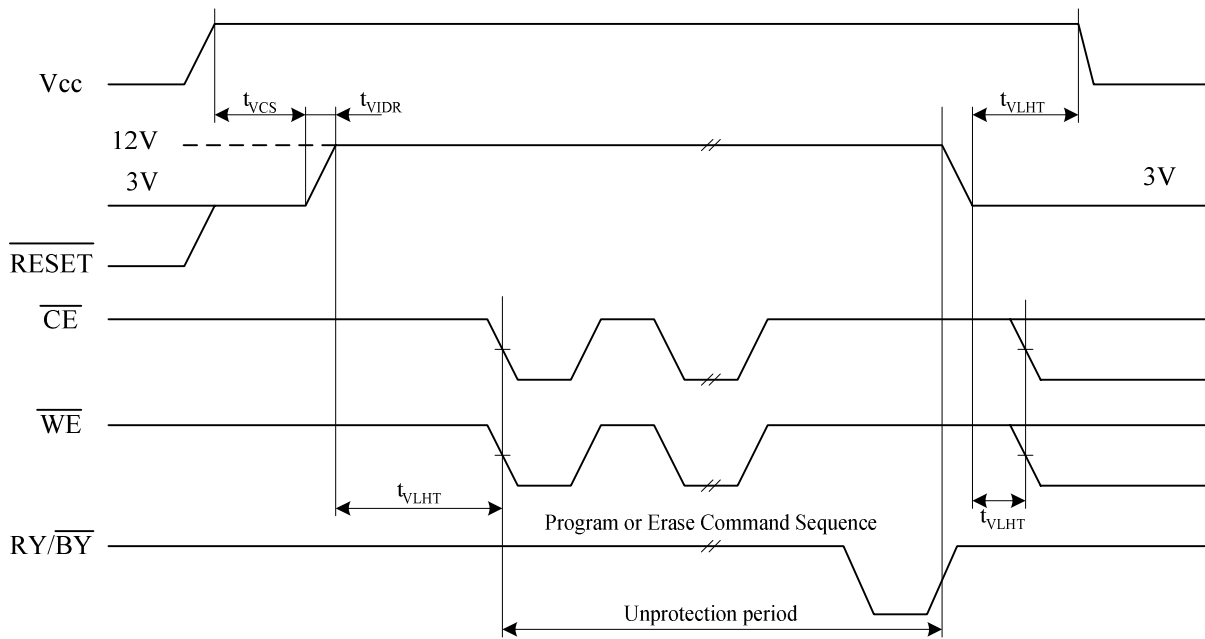 Vcc
t_VCS
t_VIDR
t_VLHT
12V
3V
3V
RESET
CE
WE
t_VLHT
Program or Erase Command Sequence
t_VLHT
RY/BY
Unprotection period